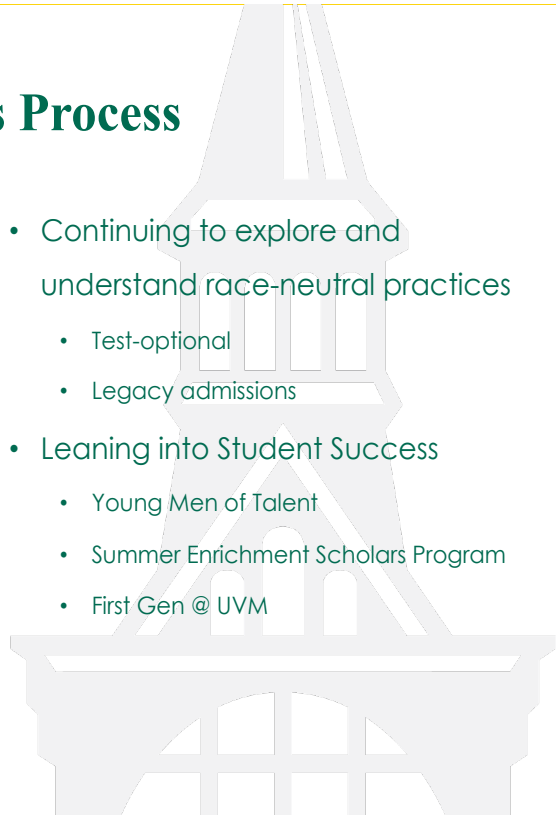 s Process
• Continuing to explore and
understand race-neutral practices
• Test-optional
• Legacy admissions
• Leaning into Student Success
• Young Men of Talent
• Summer Enrichment Scholars Program
• First Gen @ UVM